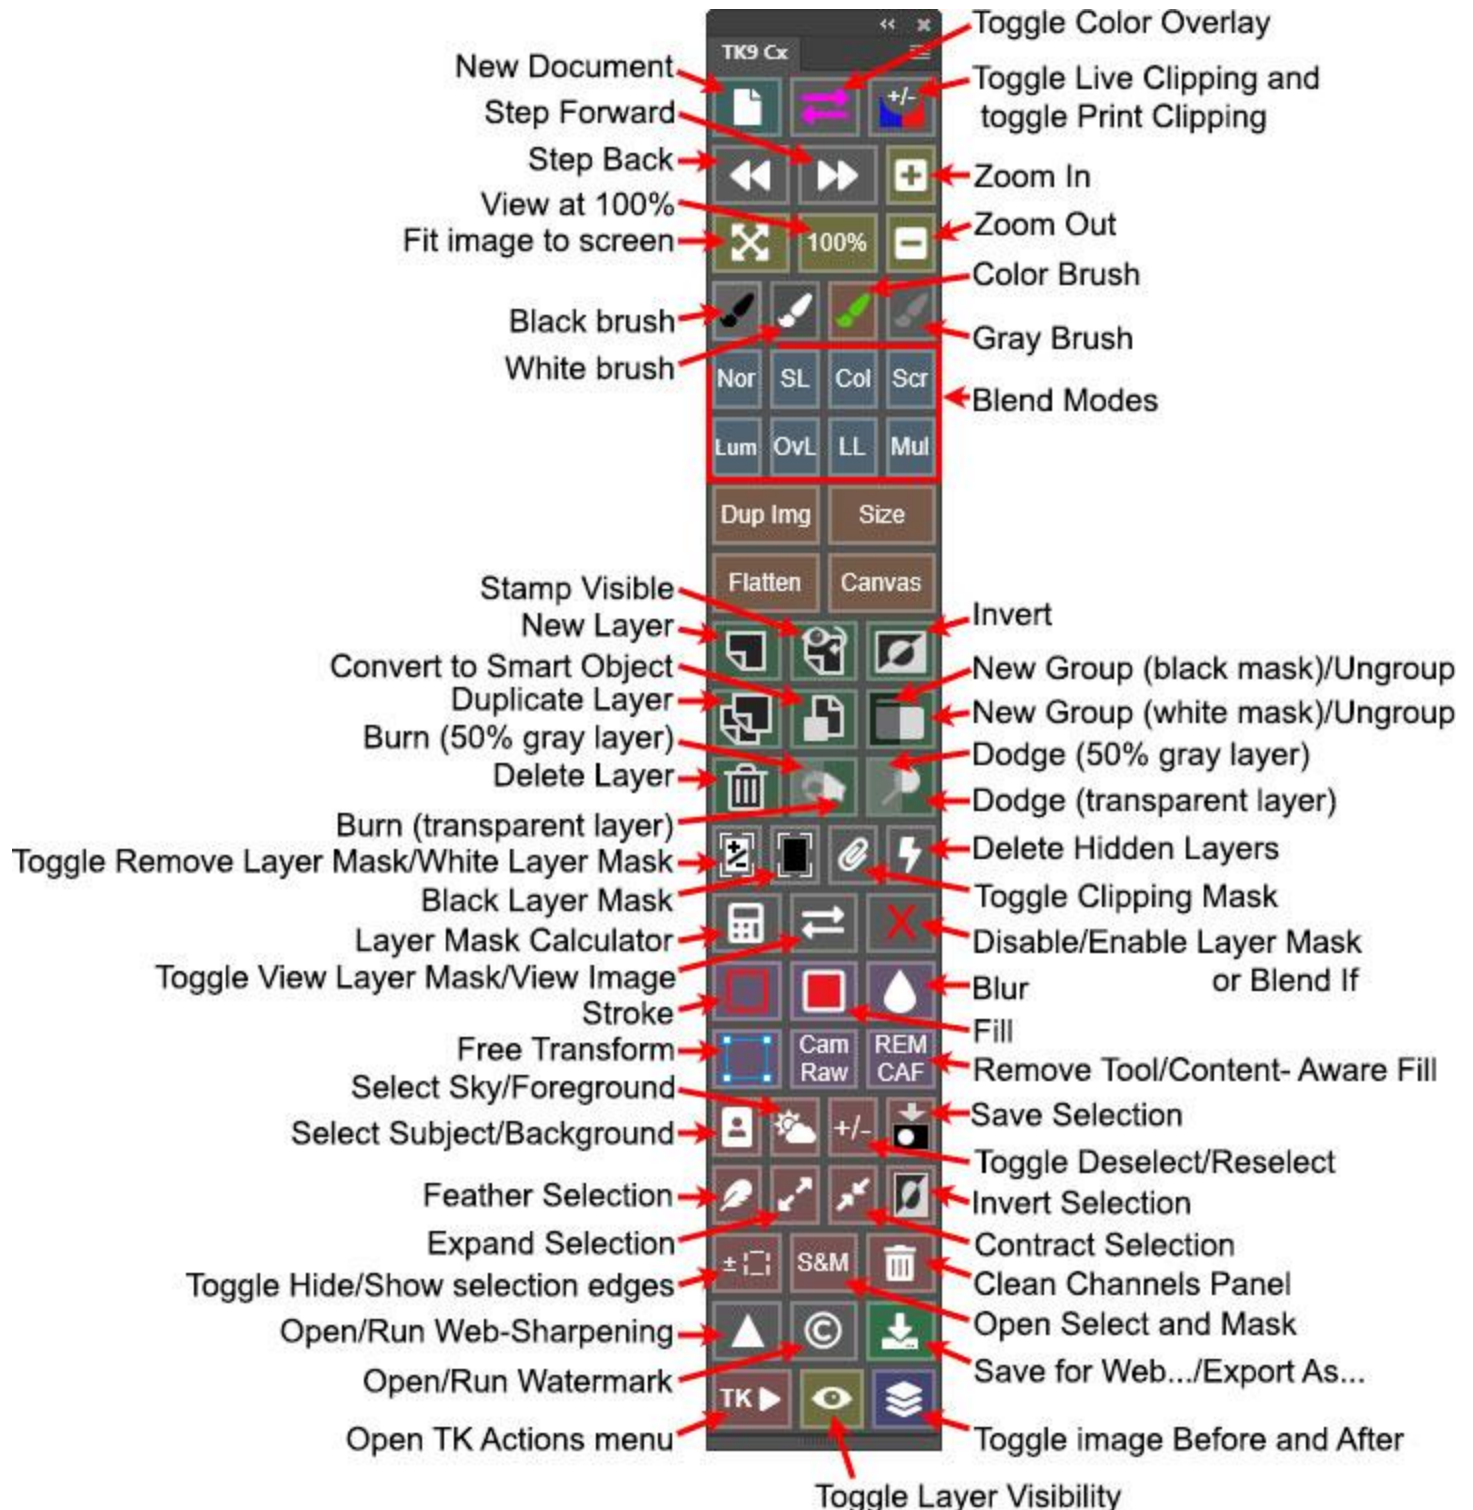 Toggle Color Overlay
TK9 Cx
New Document
Toggle Live Clipping and
toggle Print Clipping
+/-
Step Forward
Step Back
Zoom In
View at 100%
Zoom Out
Fit image to screen
100%
Color Brush
Black brush
Gray Brush
White brush
Nor SL Col Scr
Blend Modes
Lum OvL LL Mul
Dup Img Size
Flatten Canvas
Stamp Visible
Invert
New Layer
Convert to Smart Object
New Group (black mask)/Ungroup
Duplicate Layer
New Group (white mask)/Ungroup
Burn (50% gray layer)
Dodge (50% gray layer)
Delete Layer
Dodge (transparent layer)
Burn (transparent layer)
Delete Hidden Layers
Toggle Remove Layer Mask/White Layer Mask
Toggle Clipping Mask
Black Layer Mask
Layer Mask Calculator
Disable/Enable Layer Mask
or Blend If
X
Toggle View Layer Mask/View Image
Blur
Stroke
Fill
Free Transform
Cam
Raw
REM
CAF
Remove Tool/Content- Aware Fill
Select Sky/Foreground
Save Selection
Select Subject/Background
+/-
Toggle Deselect/Reselect
Feather Selection
Invert Selection
Expand Selection
Contract Selection
S&M
Toggle Hide/Show selection edges
±
Clean Channels Panel
Open Select and Mask
Open/Run Web-Sharpening
©
Save for Web.../Export As...
Open/Run Watermark
TK
Open TK Actions menu
Toggle image Before and After
Toggle Layer Visibility